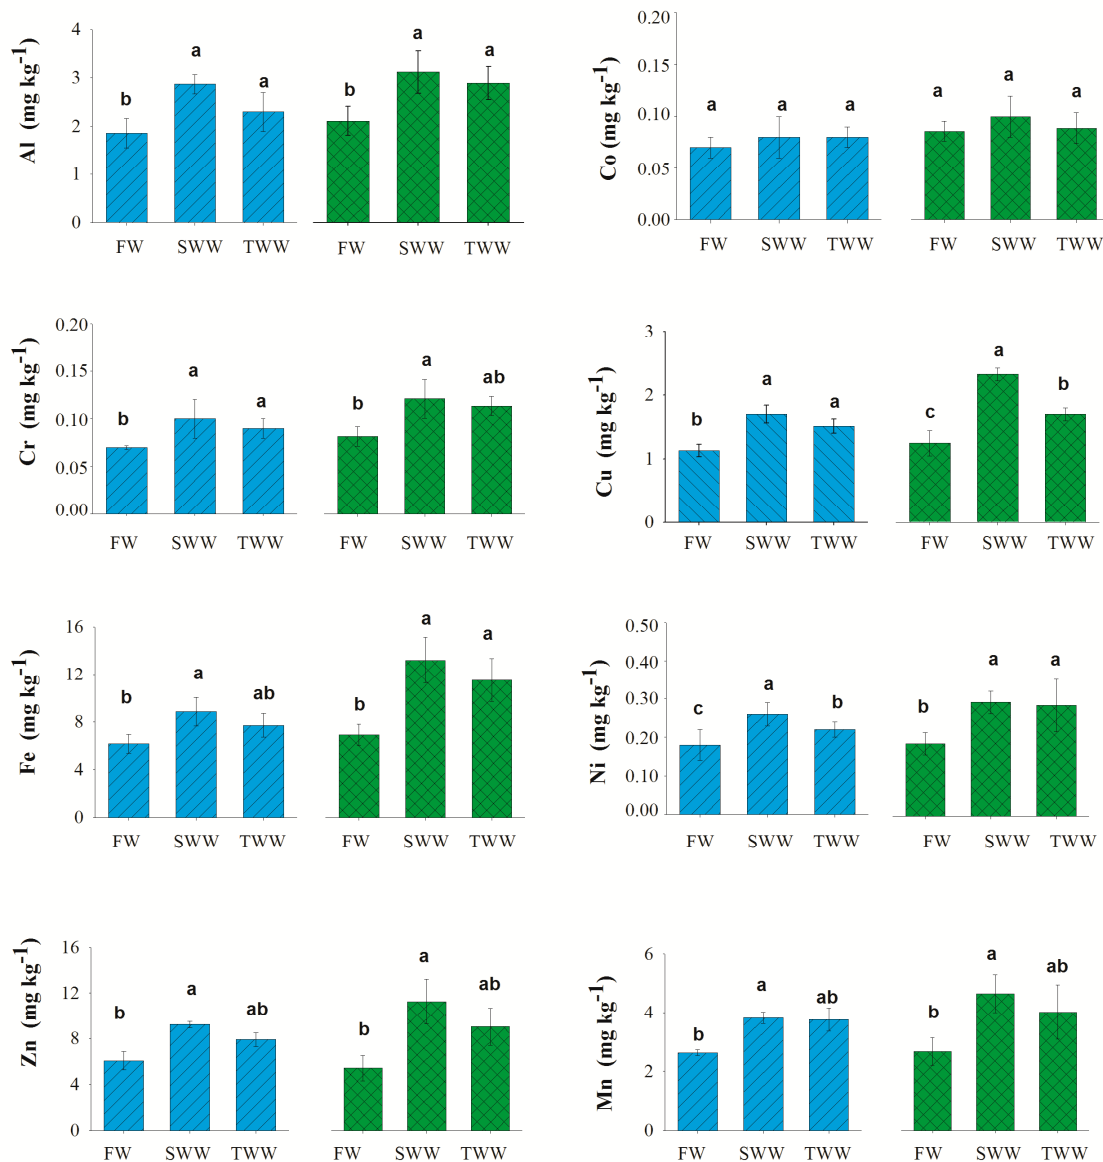 Al (mg kg-1)
4
3
2
1
0
b
a
a
b
a
a
FW SWW TWW FW SWW TWW
Co (mg kg-1)
0.20
0.15
0.10
0.05
0.00
a
a
a
a
a
a
FW SWW TWW FW SWW TWW
Cr (mg kg-1)
0.20
0.15
0.10
0.05
0.00
b
a
a
b
a
ab
FW SWW TWW FW SWW TWW
Cu (mg kg-1)
3
2
1
0
b
a
a
c
a
b
FW SWW TWW FW SWW TWW
Fe (mg kg-1)
16
12
8
4
0
b
a
ab
b
a
a
FW SWW TWW FW SWW TWW
Ni (mg kg-1)
0.50
0.40
0.30
0.20
0.10
0.00
c
a
b
b
a
a
FW SWW TWW FW SWW TWW
Zn (mg kg-1)
16
12
8
4
0
b
a
ab
b
a
ab
FW SWW TWW FW SWW TWW
Mn (mg kg-1)
6
4
2
0
b
a
ab
b
a
ab
FW SWW TWW FW SWW TWW